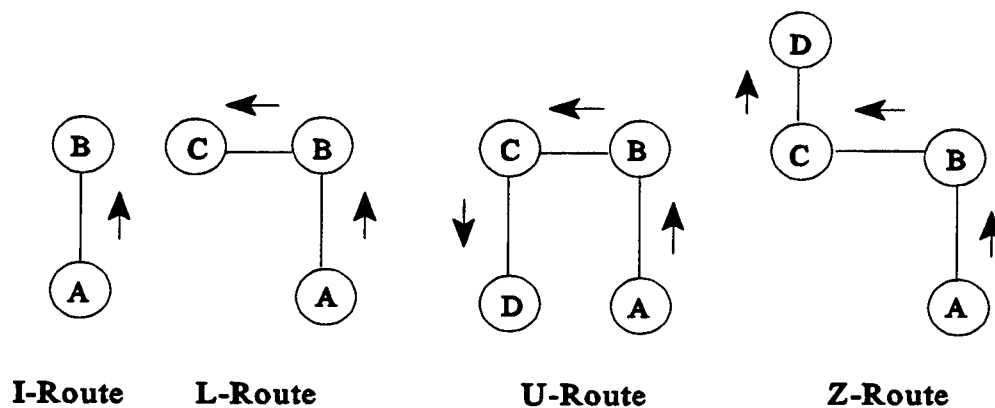 B
A
I-Route
C B
A
L-Route
C B
D A
U-Route
D
C B
A
Z-Route